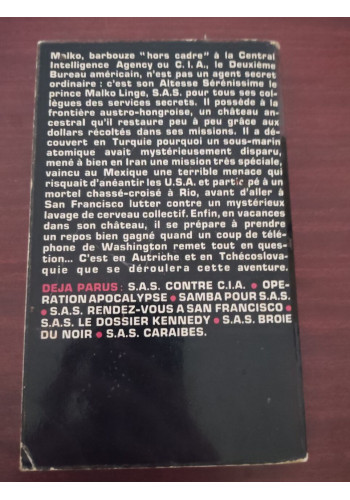 Malko, barbouze "hors cadre" à la Central
Intelligence Agency ou C.I.A., le Deuxième
Bureau américain, n'est pas un agent secret
ordinaire : c'est son Altesse Sérénissime le
prince Malko Linge, S.A.S. pour tous ses col-
lègues des services secrets. Il possède à la
frontière austro-hongroise, un château an-
cestral qu'il restaure peu à peu grâce aux
dollars récoltés dans ses missions. Il a dé-
couvert en Turquie pourquoi un sous-marin
atomique avait mystérieusement disparu,
mené à bien en Iran une mission très spéciale,
vaincu au Mexique une terrible menace qui
risquait d'anéantir les U.S.A. et partic pé à un
mortel chassé-croisé à Rio, avant d'aller à
San Francisco lutter contre un mystérieux
lavage de cerveau collectif. Enfin, en vacances
dans son château, il se prépare à prendre
un repos bien gagné quand un coup de télé-
phone de Washington remet tout en ques-
tion... C'est en Autriche et en Tchécoslova-
quie que se déroulera cette aventure.
DEJA PARUS : S.A.S. CONTRE C.I.A. • OPE-
RATION APOCALYPSE • SAMBA POUR S.A.S.
• S.A.S. RENDEZ-VOUS A SAN FRANCISCO •
S.A.S. LE DOSSIER KENNEDY • S.A.S. BROIE
DU NOIR • S.A.S. CARAIBES.